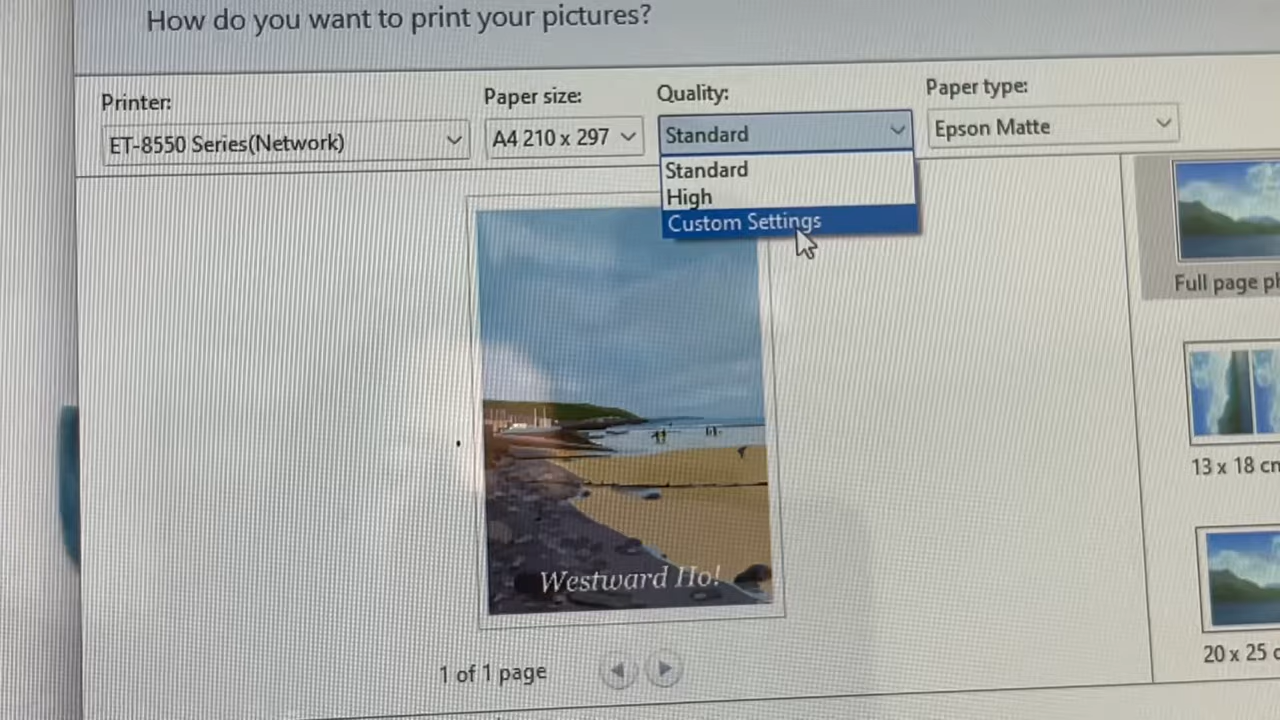 How do you want to print your pictures?
Printer:
Paper size:
Quality:
Paper type:
ET-8550 Series(Network)
A4 210 x 297
Standard
Epson Matte
Standard
High
Custom Settings
Full page
Westward Ho!
13 x 18
20 x 25
1 of 1 page